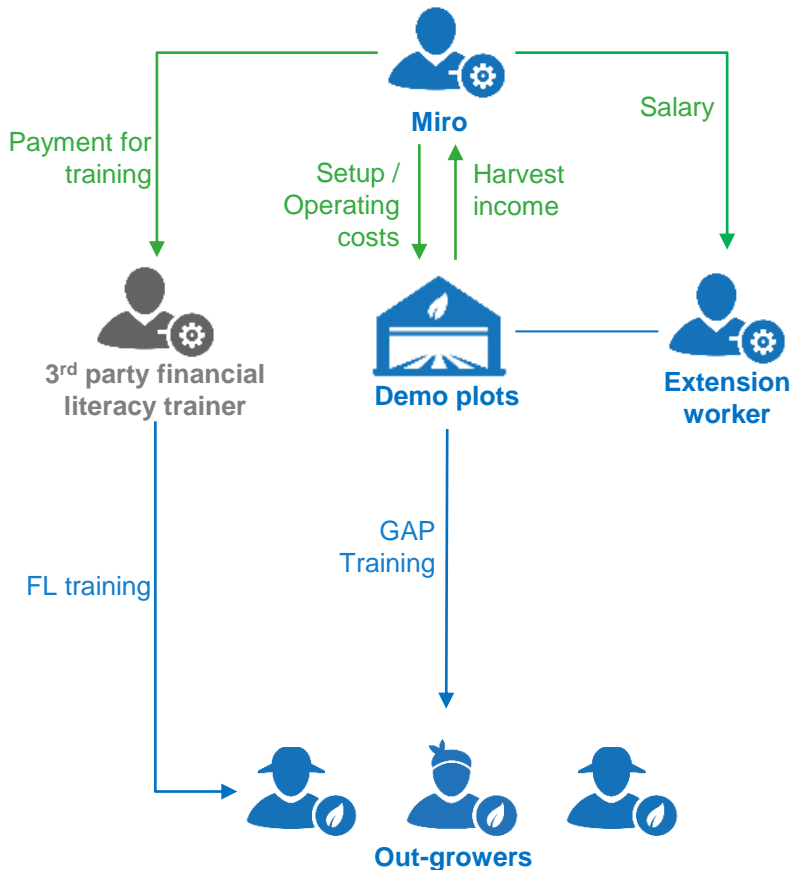 Miro
Payment for
training
Setup /
Operating
costs
Harvest
income
Salary
3rd party financial
literacy trainer
Demo plots
Extension
worker
FL training
GAP
Training
Out-growers